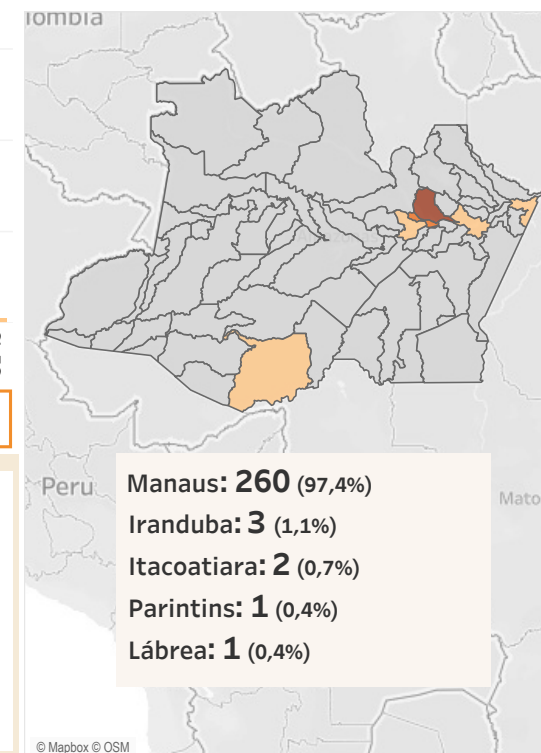 Peru
Mato
Manaus: 260 (97,4%)
Iranduba: 3 (1,1%)
Itacoatiara: 2 (0,7%)
Parintins: 1 (0,4%)
Lábrea: 1 (0,4%)
© Mapbox © OSM